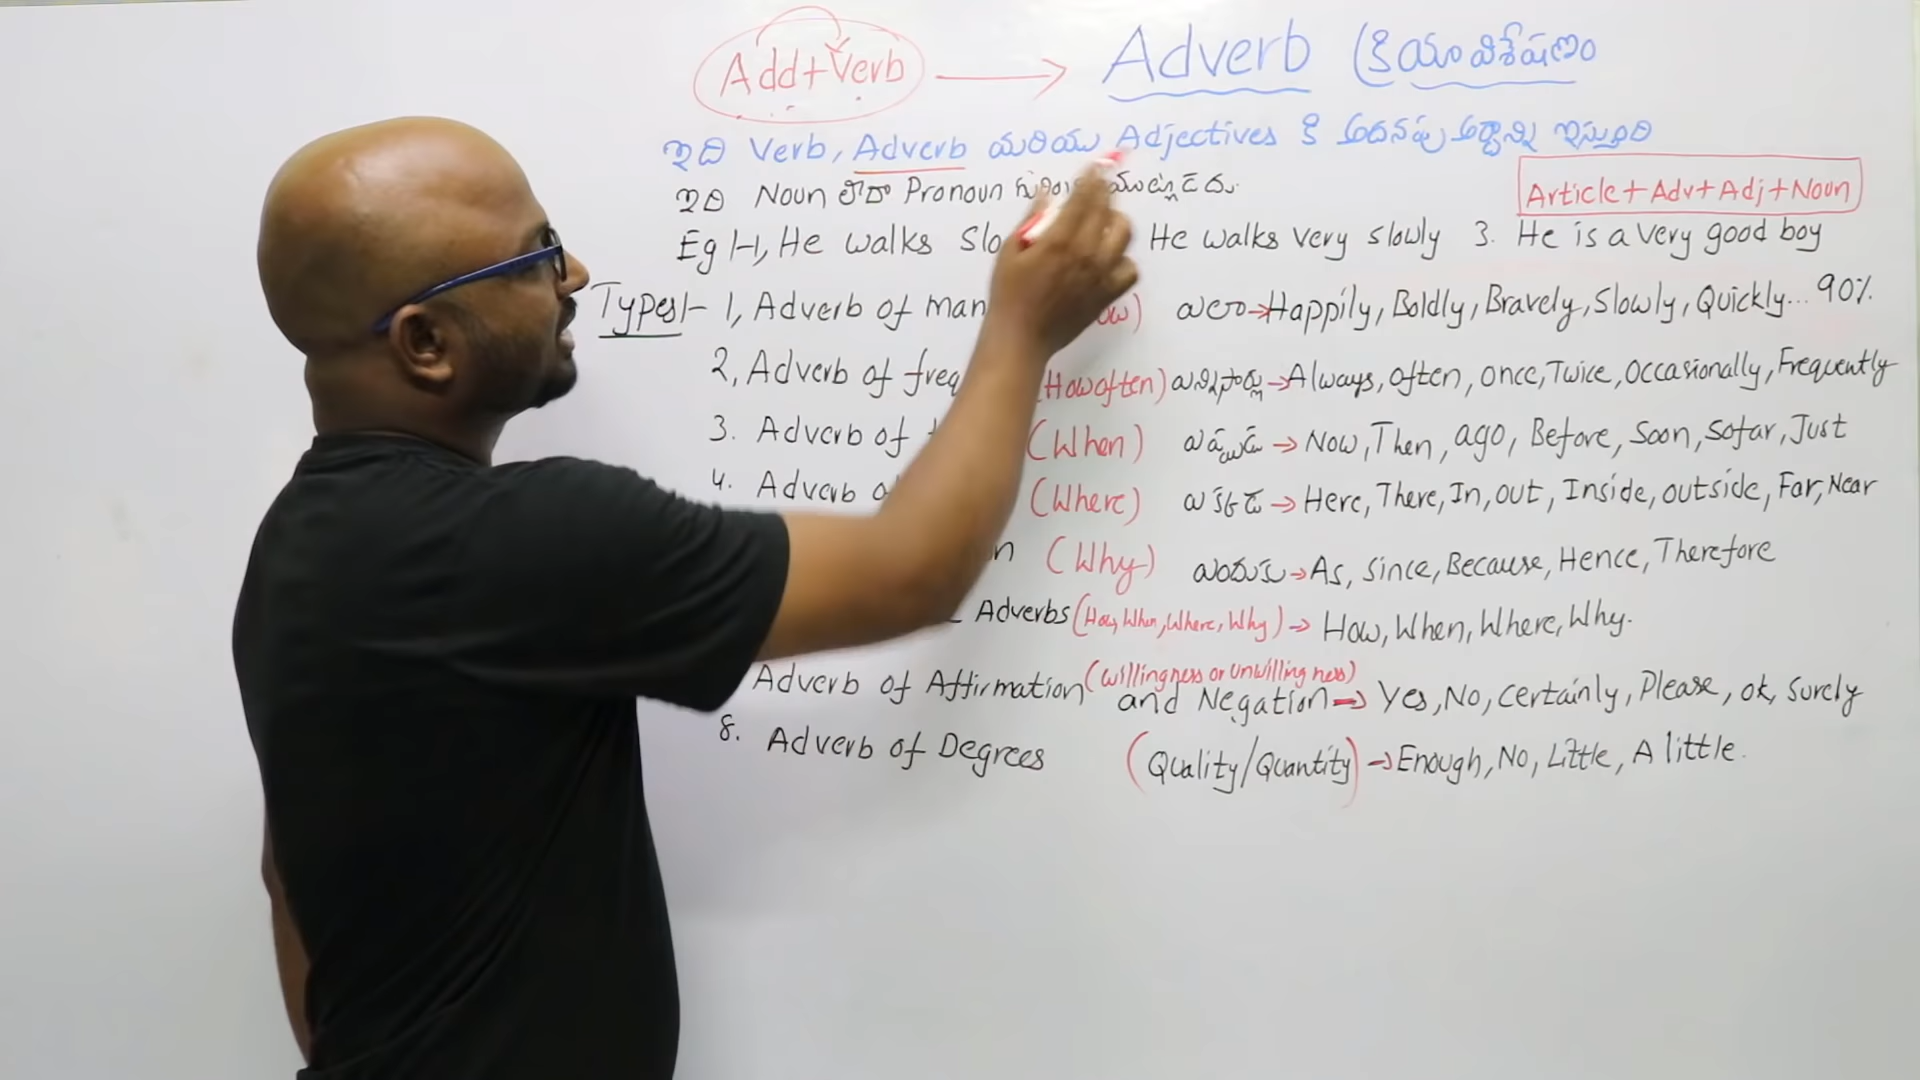 Add+Verb → Adverb (క్రియావిశేషణం
ఇది Verb, Adverb మరియు Adjectives కి అదనపు అర్థాన్ని ఇస్తుంది
ఇది Noun లేదా Pronoun
Article+Adv+Adj+Noun
Eg:-1, He walks Slo He walks very slowly 3. He is a very good boy
Types:- 1, Adverb of man ow) ఎలా→Happily, Boldly, Bravely, Slowly, Quickly... 90%
2, Adverb of freq (How often) ఎన్నిసార్లు→Always, often, once, Twice, Occasionally, Frequently
3. Adverb of (When) ఎప్పుడు→Now, Then, ago, Before, Soon, Sofar, Just
4. Adverb o (Where) ఎక్కడ→Here, There, In, out, Inside, outside, Far, Near
n (Why) ఎందుకు→As, Since, Because, Hence, Therefore
Adverbs (How, When, Where, Why)→ How, When, Where, Why.
Adverb of Affirmation (willingness or unwillingness) and Negation→ Yes, No, Certainly, Please, ok, Surely
8. Adverb of Degrees (Quality/Quantity)→Enough, No, Little, A little.